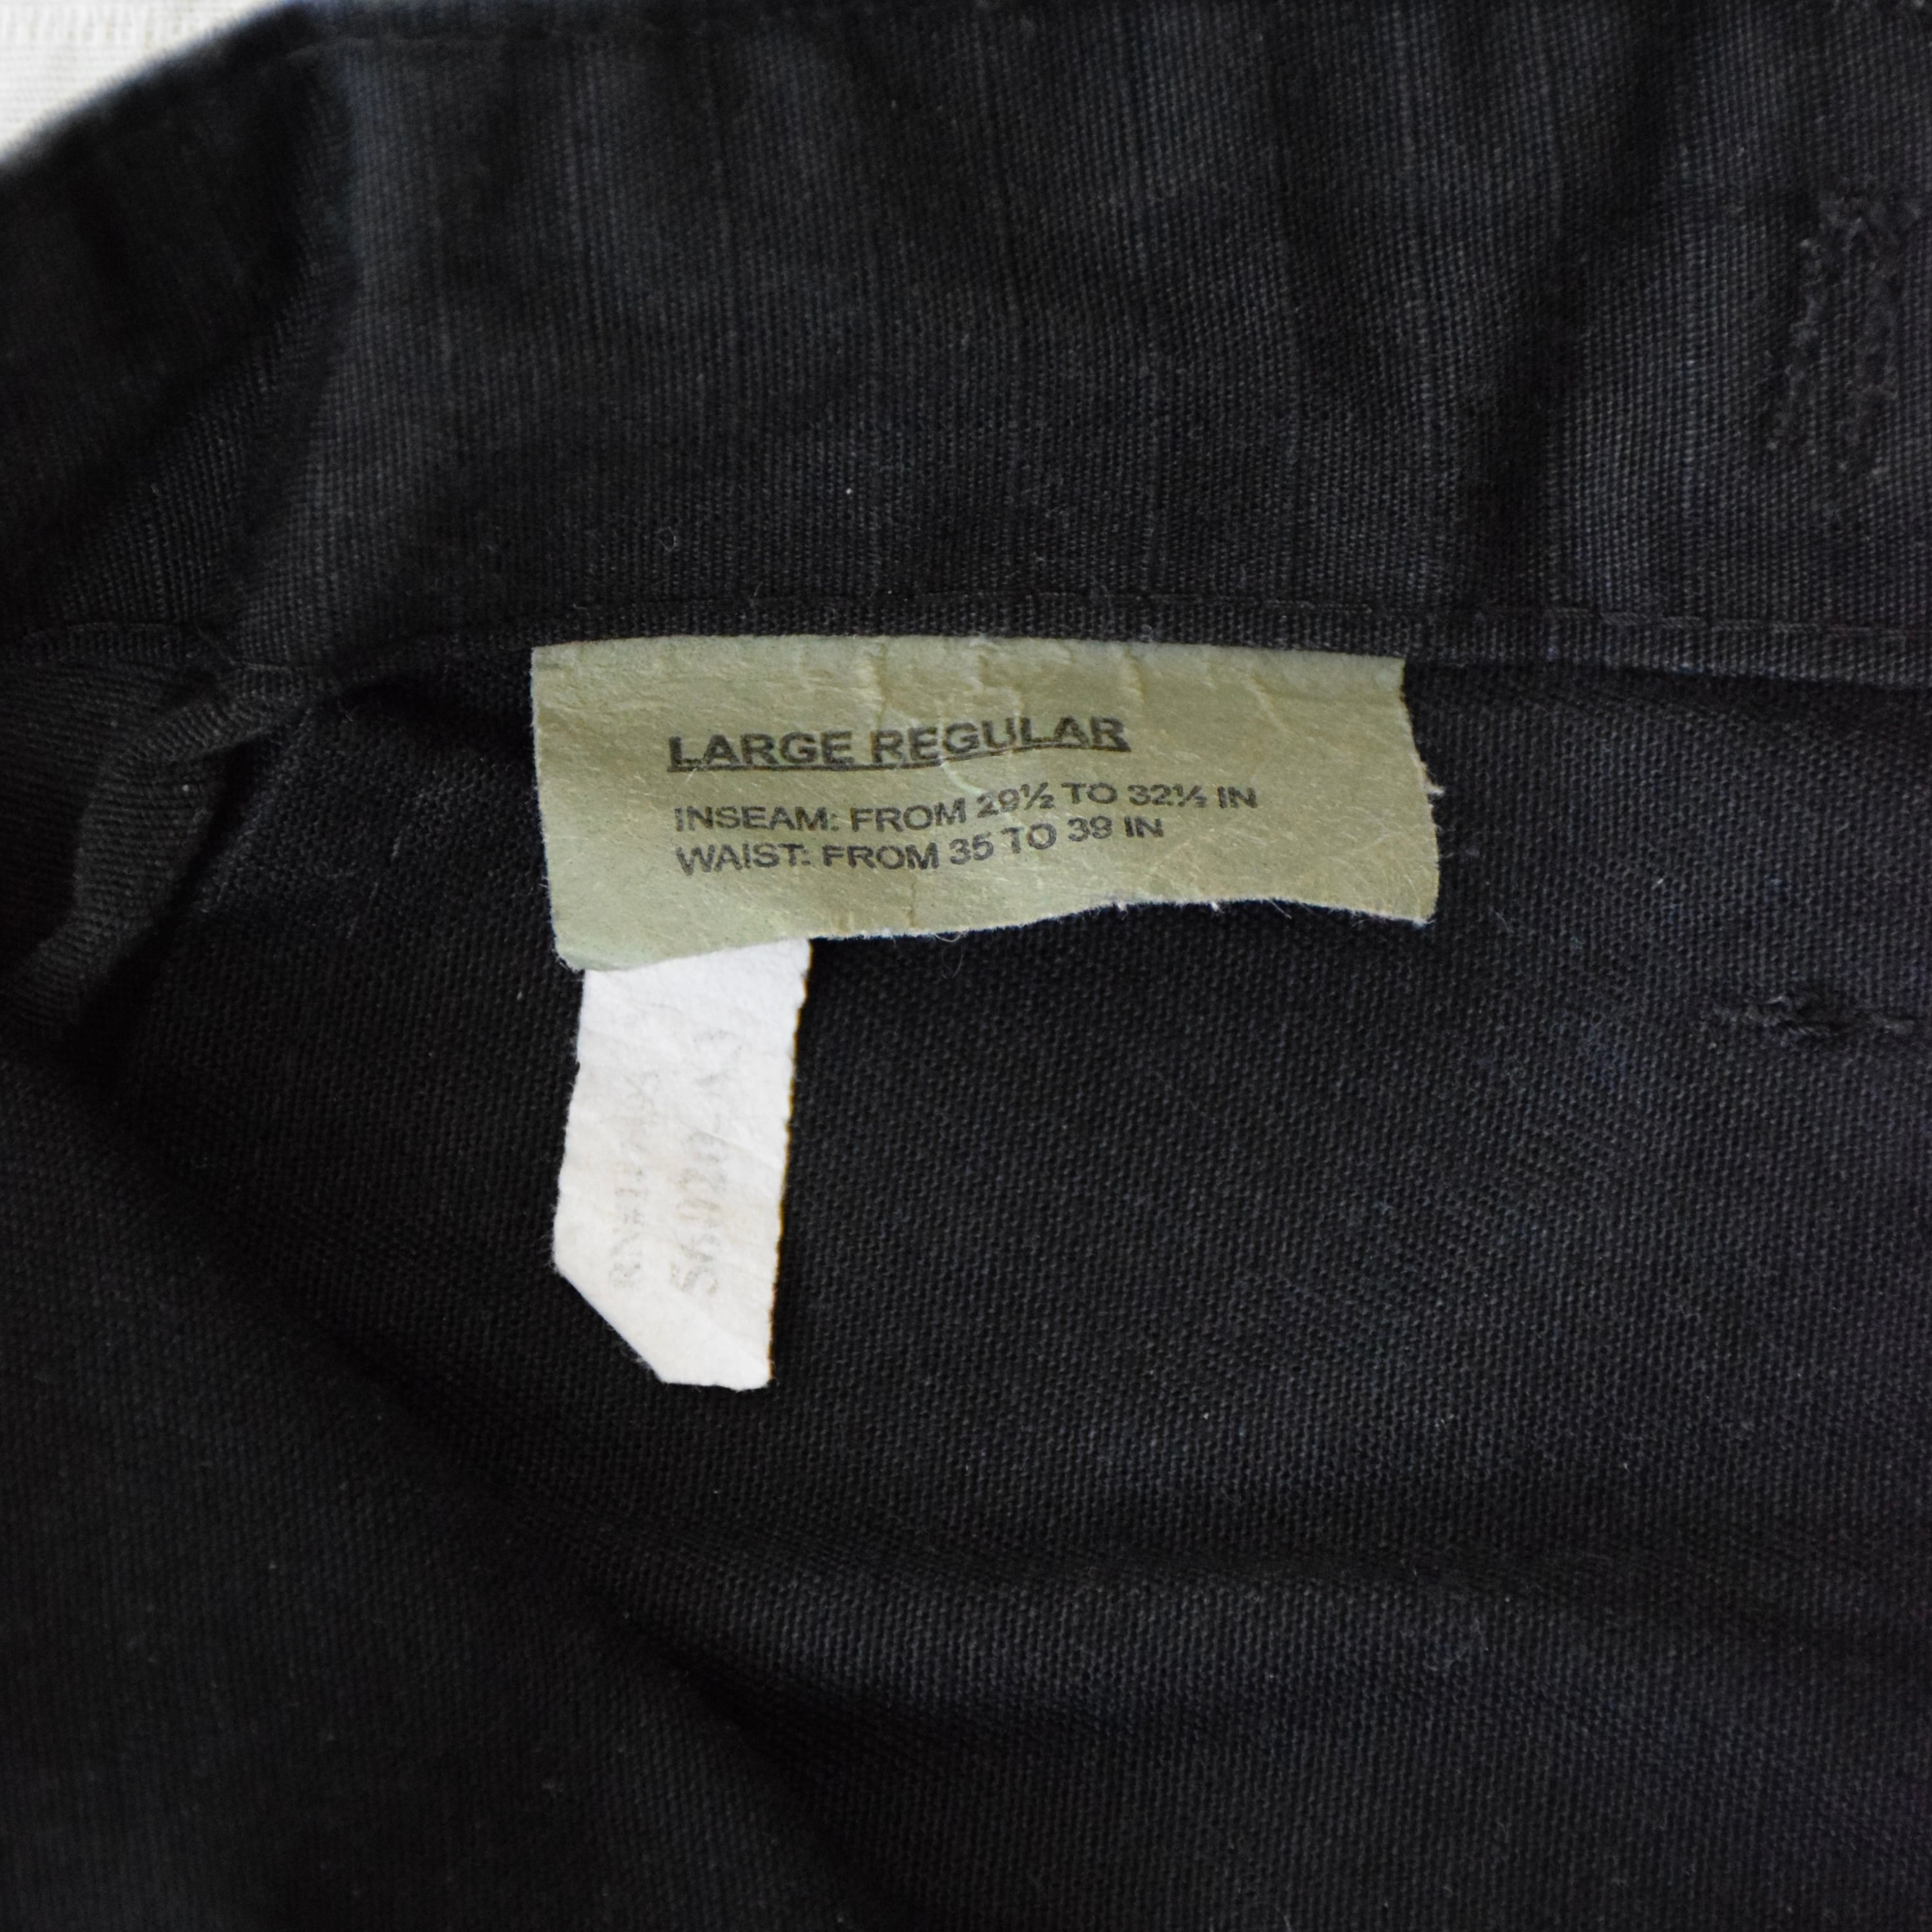 LARGE REGULAR
INSEAM: FROM 29½ TO 32½ IN
WAIST: FROM 35 TO 39 IN